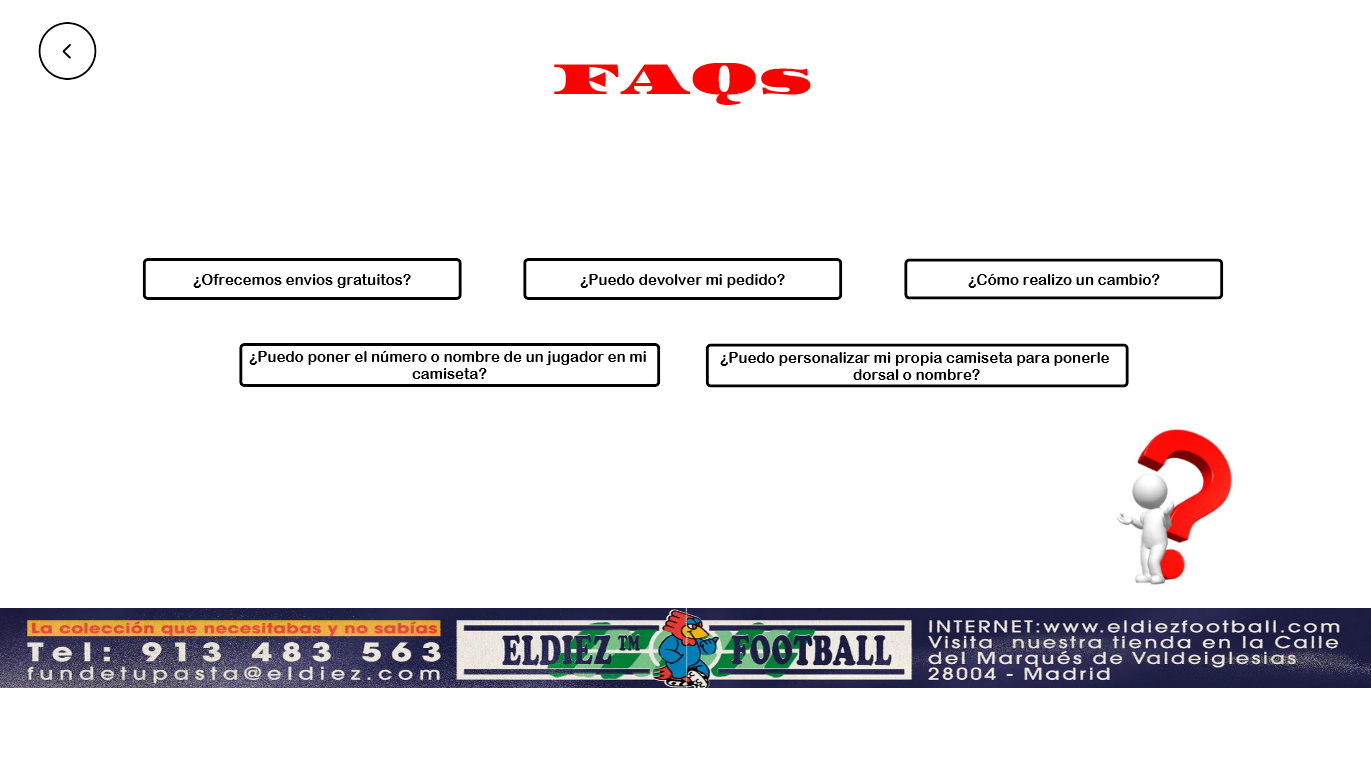 FAQs
¿Ofrecemos envios gratuitos?
¿Puedo devolver mi pedido?
¿Cómo realizo un cambio?
¿Puedo poner el número o nombre de un jugador en mi
camiseta?
¿Puedo personalizar mi propia camiseta para ponerle
dorsal o nombre?
La colección que necesitabas y no sabías
Tel: 913 483 563
fundetupasta@eldiez.com
ELDIEZ TM FOOTBALL
INTERNET:www.eldiezfootball.com
Visita nuestra tienda en la Calle
del Marqués de Valdeiglesias
28004 - Madrid